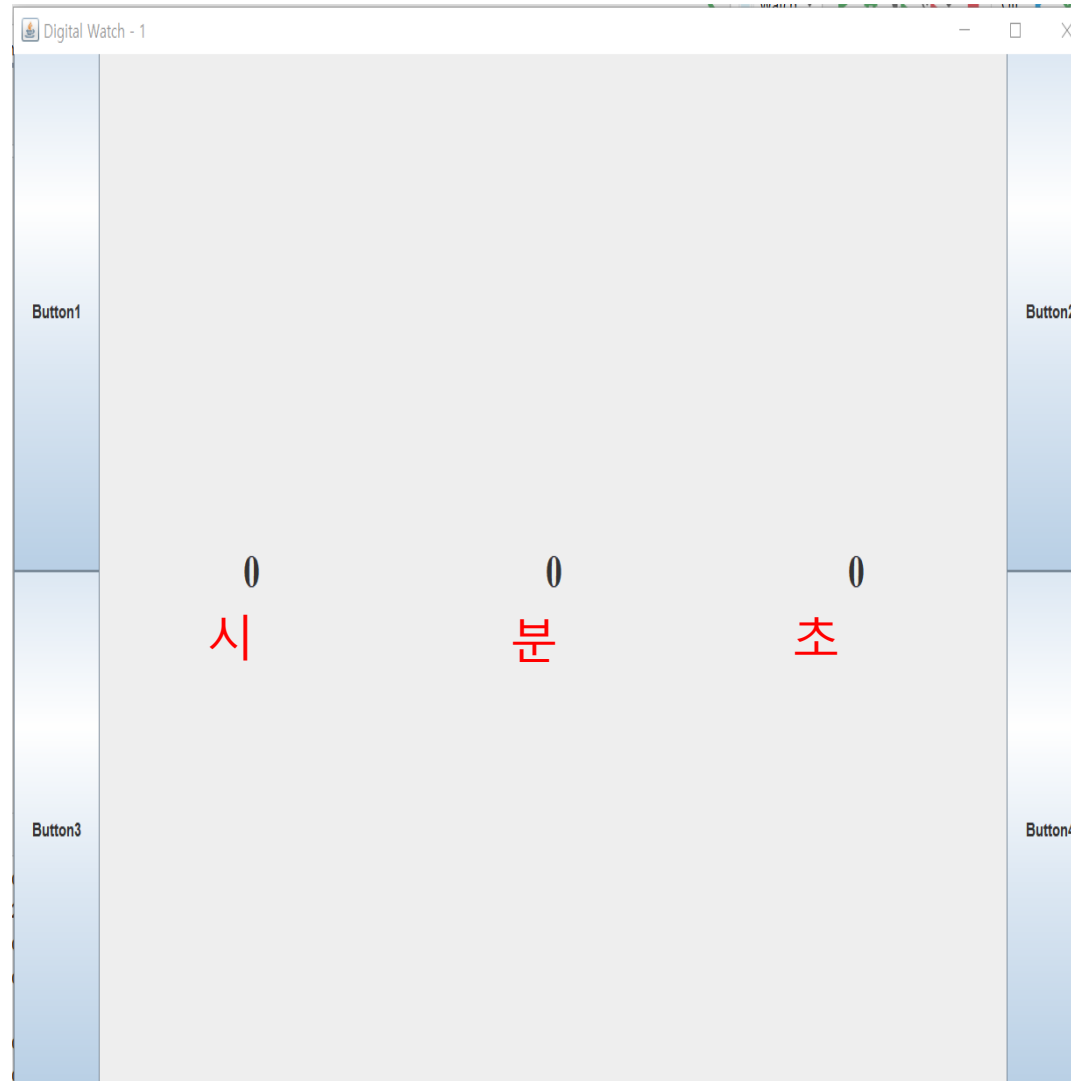 Digital Watch - 1
Button1
Button2
0 0 0
시 분 초
Button3
Button4